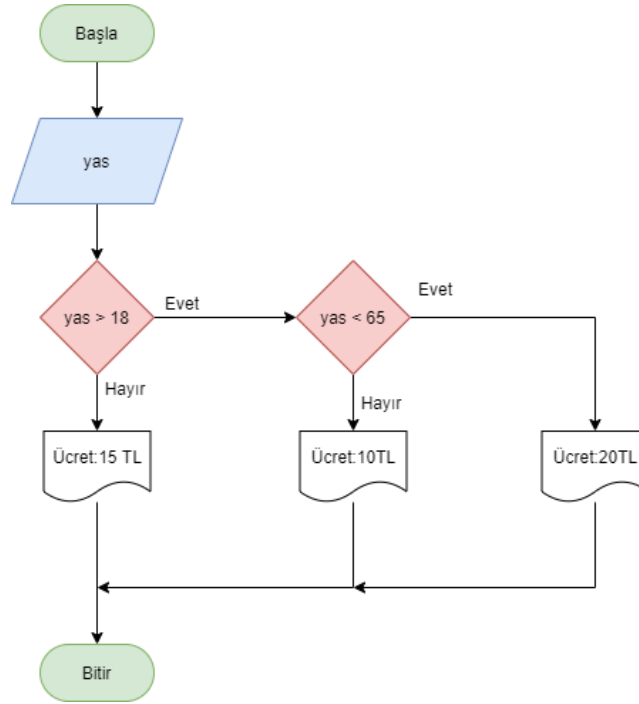 Başla
yas
yas > 18
Evet
yas < 65
Evet
Hayır
Hayır
Ücret:15 TL
Ücret:10TL
Ücret:20TL
Bitir